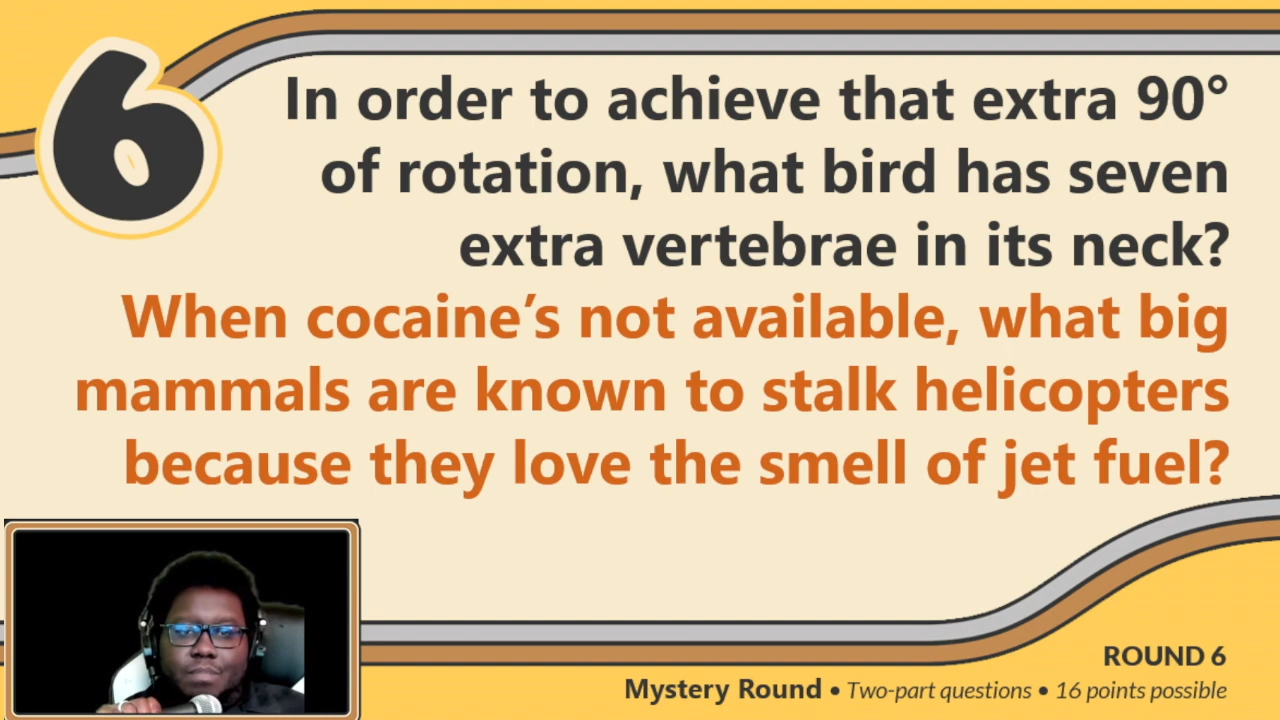 6
In order to achieve that extra 90°
of rotation, what bird has seven
extra vertebrae in its neck?
When cocaine’s not available, what big
mammals are known to stalk helicopters
because they love the smell of jet fuel?
ROUND 6
Mystery Round • Two-part questions • 16 points possible